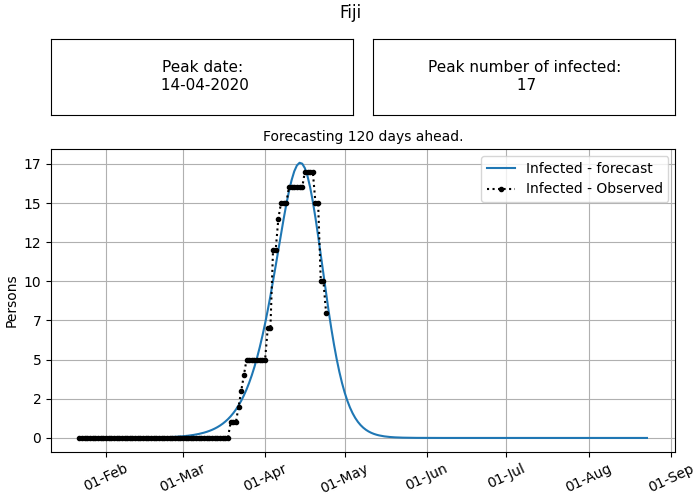 Fiji
Peak date:
14-04-2020
Peak number of infected:
17
Forecasting 120 days ahead.
Infected - forecast
Infected - Observed
Persons
17
15
12
10
7
5
2
0
01-Feb
01-Mar
01-Apr
01-May
01-Jun
01-Jul
01-Aug
01-Sep